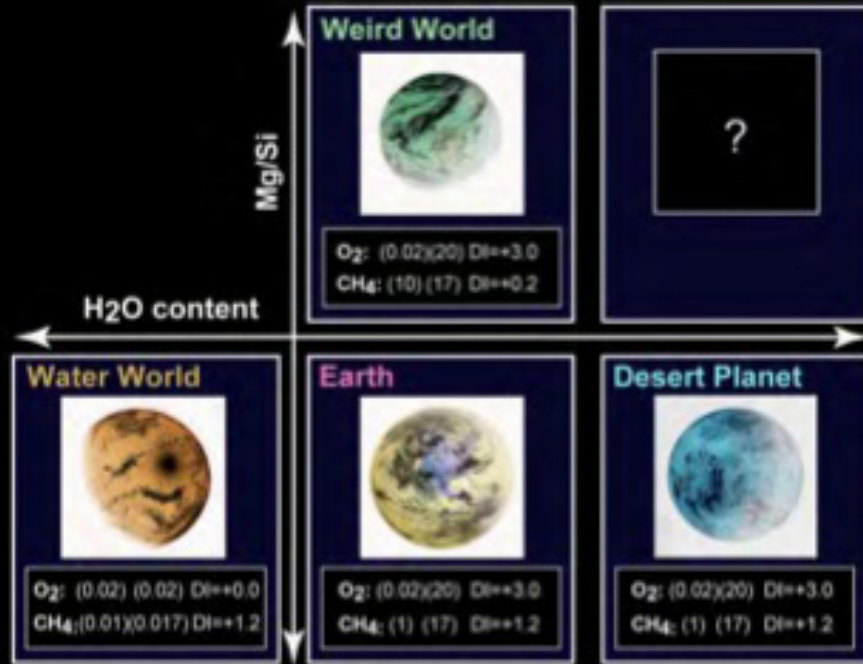 Weird World
?
O2: (0.02)(20) DI=+3.0
CH4: (10) (17) DI=+0.2
Mg/Si
H2O content
Water World
O2: (0.02) (0.02) DI=+0.0
CH4:(0.01)(0.017) DI=+1.2
Earth
O2: (0.02)(20) DI=+3.0
CH4: (1) (17) DI=+1.2
Desert Planet
O2: (0.02)(20) DI=+3.0
CH4: (1) (17) DI=+1.2